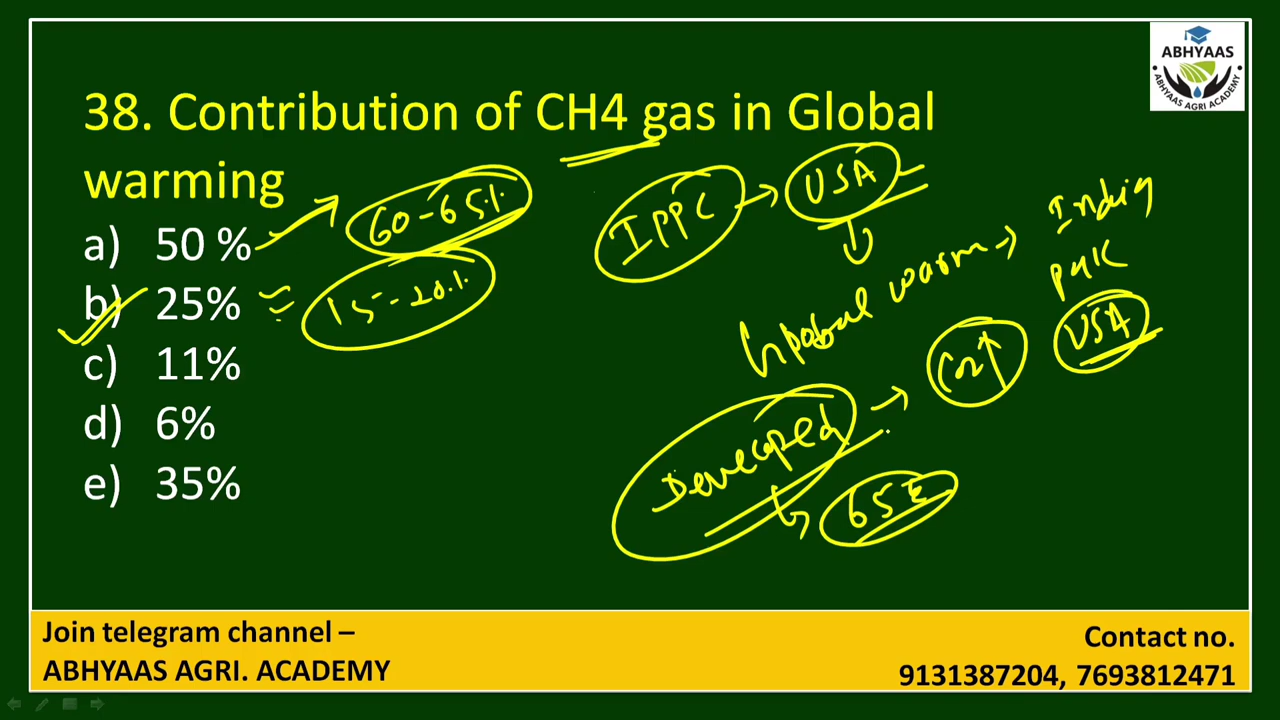 ABHYAAS
ABHYAAS AGRI ACADEMY
38. Contribution of CH4 gas in Global
warming
a) 50 %
60-65%
b) 25%
15-20%
c) 11%
d) 6%
e) 35%
IPPC
USA
Global warm
India
Pak
USA
CO2
Developed
65%
Join telegram channel –
ABHYAAS AGRI. ACADEMY
Contact no.
9131387204, 7693812471